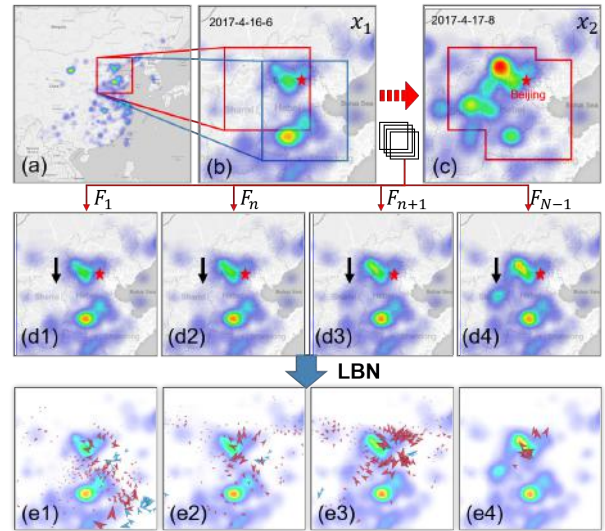 2017-4-16-6
x₁
2017-4-17-8
x₂
Beijing
(a)
(b)
(c)
F₁
Fₙ
Fₙ₊₁
F_N−1
(d1)
(d2)
(d3)
(d4)
LBN
(e1)
(e2)
(e3)
(e4)